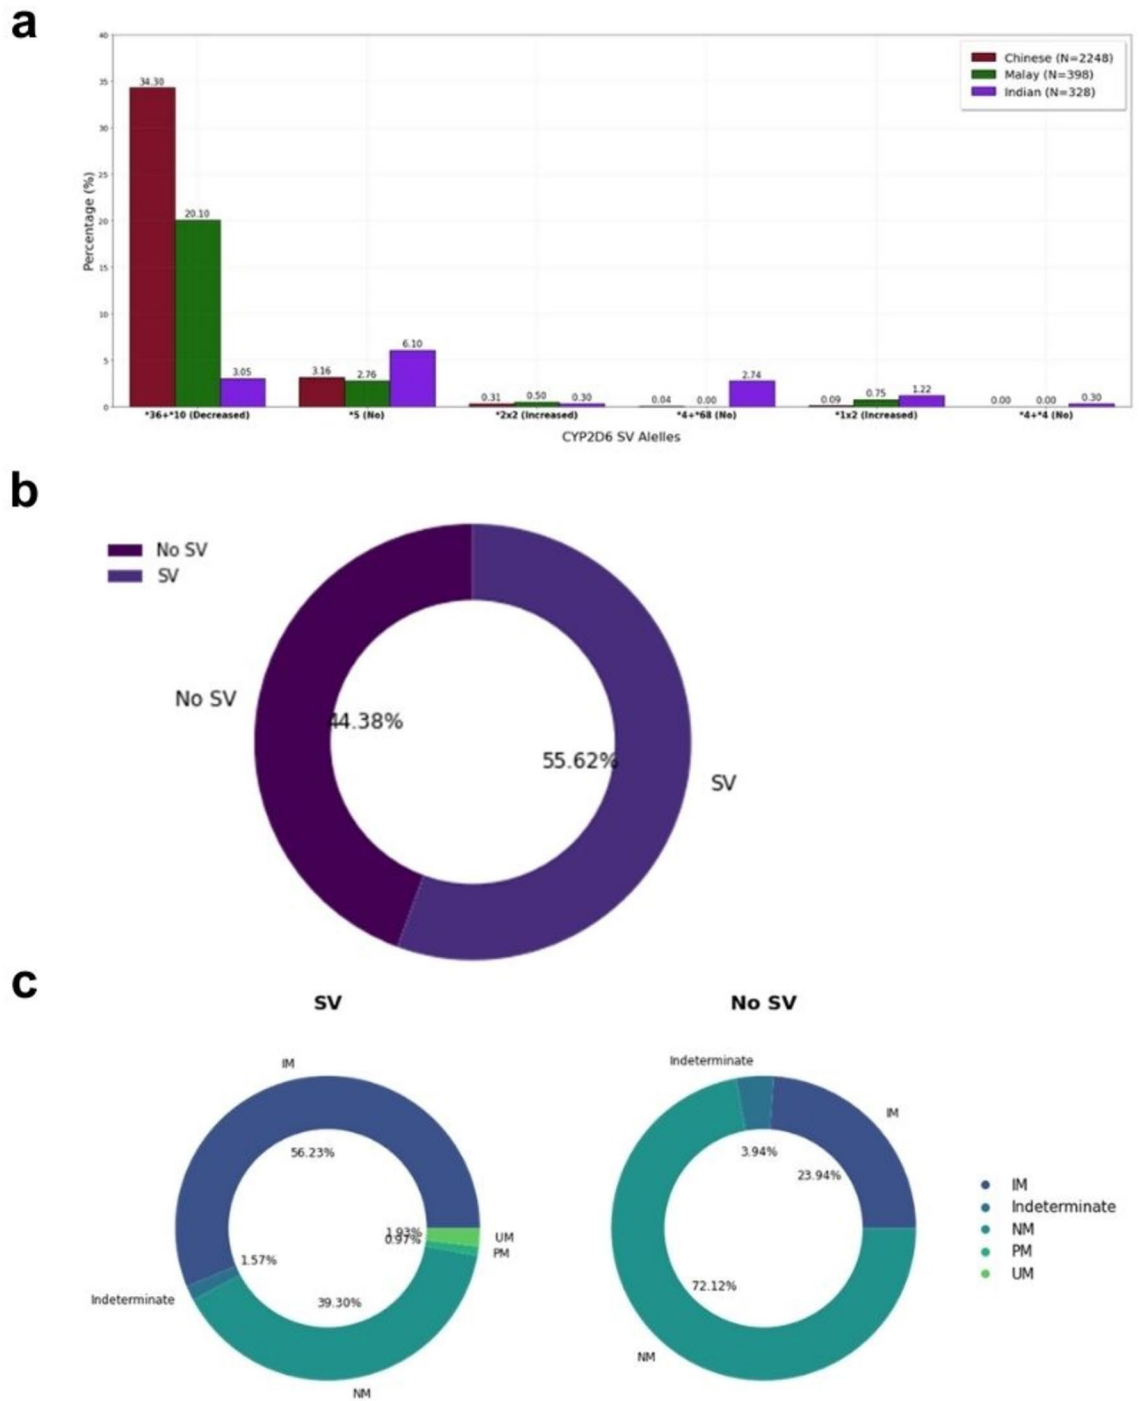 a
40
35
30
25
20
15
10
5
0
Percentage (%)
34.30
20.10
3.05
3.16
2.76
6.10
0.31
0.50
0.30
0.04
0.00
2.74
0.09
0.75
1.22
0.00
0.00
0.30
Chinese (N=2248)
Malay (N=398)
Indian (N=328)
*36+*10 (Decreased)
*5 (No)
*2x2 (Increased)
*4+*68 (No)
*1x2 (Increased)
*4+*4 (No)
CYP2D6 SV Alelles
b
No SV
SV
No SV
44.38%
55.62%
SV
c
SV
IM
56.23%
1.93%
0.97%
UM
PM
1.57%
Indeterminate
39.30%
NM
No SV
Indeterminate
IM
3.94%
23.94%
72.12%
NM
IM
Indeterminate
NM
PM
UM